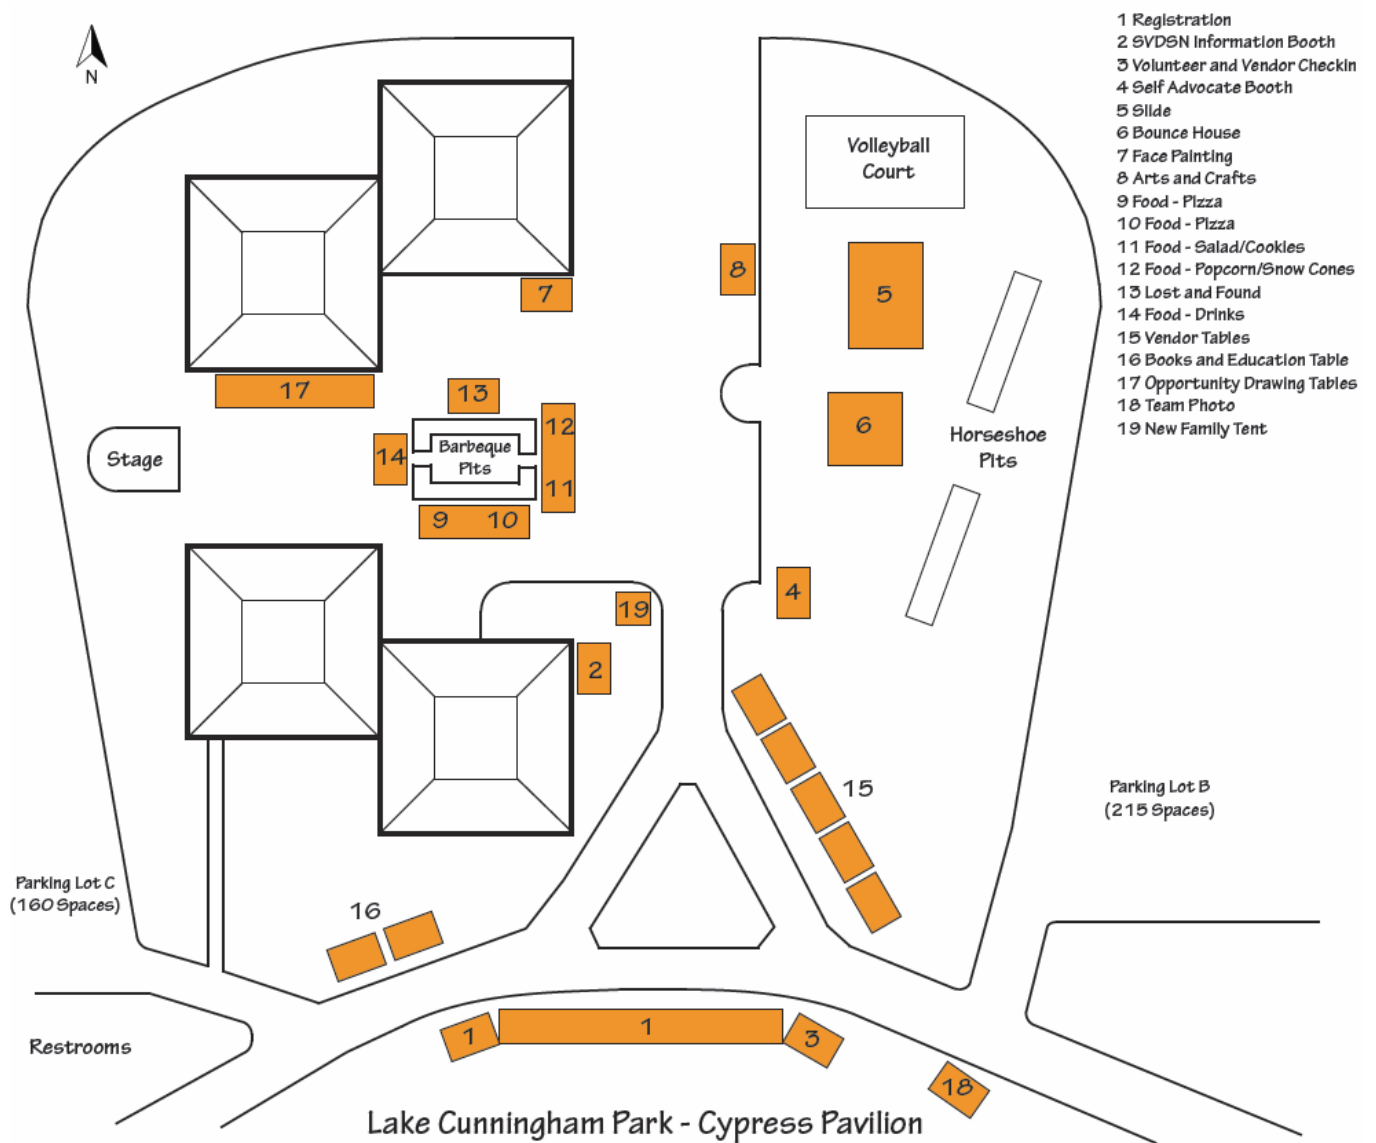 N
1 Registration
2 SVDSN Information Booth
3 Volunteer and Vendor Checkin
4 Self Advocate Booth
5 Slide
6 Bounce House
7 Face Painting
8 Arts and Crafts
9 Food - Pizza
10 Food - Pizza
11 Food - Salad/Cookies
12 Food - Popcorn/Snow Cones
13 Lost and Found
14 Food - Drinks
15 Vendor Tables
16 Books and Education Table
17 Opportunity Drawing Tables
18 Team Photo
19 New Family Tent
Volleyball
Court
8
5
7
17
13
12
6
Horseshoe
Pits
Stage
14
Barbeque
Pits
11
9
10
4
19
2
15
Parking Lot B
(215 Spaces)
Parking Lot C
(160 Spaces)
16
1
1
3
Restrooms
18
Lake Cunningham Park - Cypress Pavilion